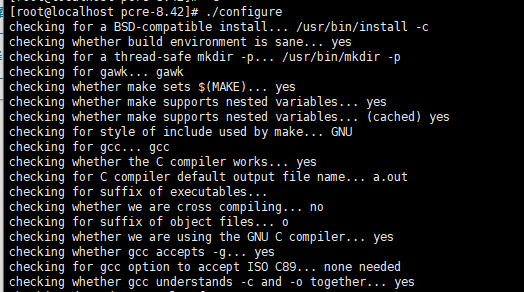 [root@localhost pcre-8.42]# ./configure
checking for a BSD-compatible install... /usr/bin/install -c
checking whether build environment is sane... yes
checking for a thread-safe mkdir -p... /usr/bin/mkdir -p
checking for gawk... gawk
checking whether make sets $(MAKE)... yes
checking whether make supports nested variables... yes
checking whether make supports nested variables... (cached) yes
checking for style of include used by make... GNU
checking for gcc... gcc
checking whether the C compiler works... yes
checking for C compiler default output file name... a.out
checking for suffix of executables...
checking whether we are cross compiling... no
checking for suffix of object files... o
checking whether we are using the GNU C compiler... yes
checking whether gcc accepts -g... yes
checking for gcc option to accept ISO C89... none needed
checking whether gcc understands -c and -o together... yes